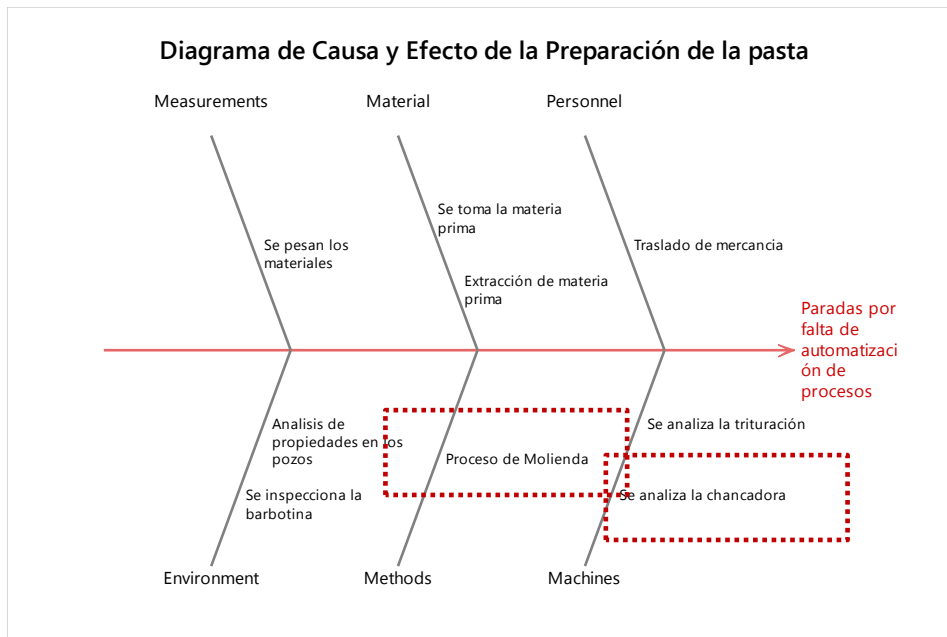 Diagrama de Causa y Efecto de la Preparación de la pasta
Measurements
Material
Personnel
Se toma la materia
prima
Se pesan los
materiales
Traslado de mercancia
Extracción de materia
prima
Paradas por
falta de
automatizaci
ón de
procesos
Analisis de
propiedades en los
pozos
Se analiza la trituración
Proceso de Molienda
Se inspecciona la
barbotina
Se analiza la chancadora
Environment
Methods
Machines